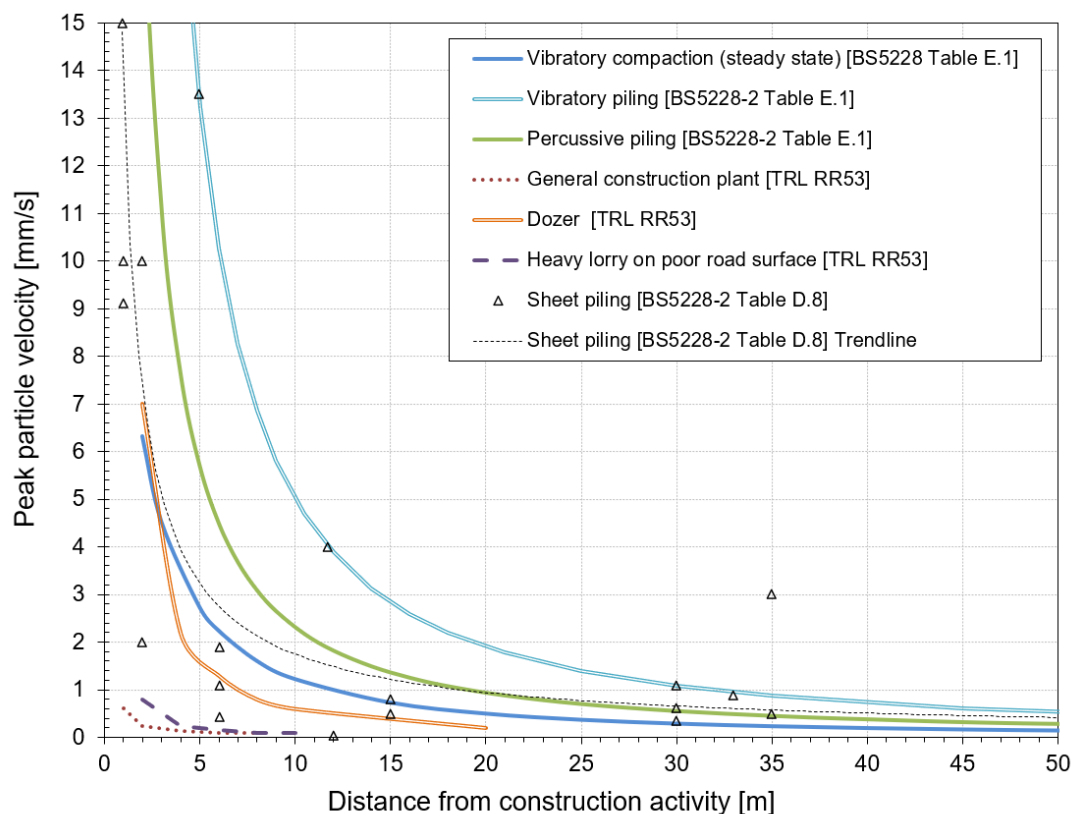 15
14
13
12
11
10
9
8
7
6
5
4
3
2
1
0
0
5
10
15
20
25
30
35
40
45
50
Peak particle velocity [mm/s]
Distance from construction activity [m]
Vibratory compaction (steady state) [BS5228 Table E.1]
Vibratory piling [BS5228-2 Table E.1]
Percussive piling [BS5228-2 Table E.1]
General construction plant [TRL RR53]
Dozer [TRL RR53]
Heavy lorry on poor road surface [TRL RR53]
Sheet piling [BS5228-2 Table D.8]
Sheet piling [BS5228-2 Table D.8] Trendline